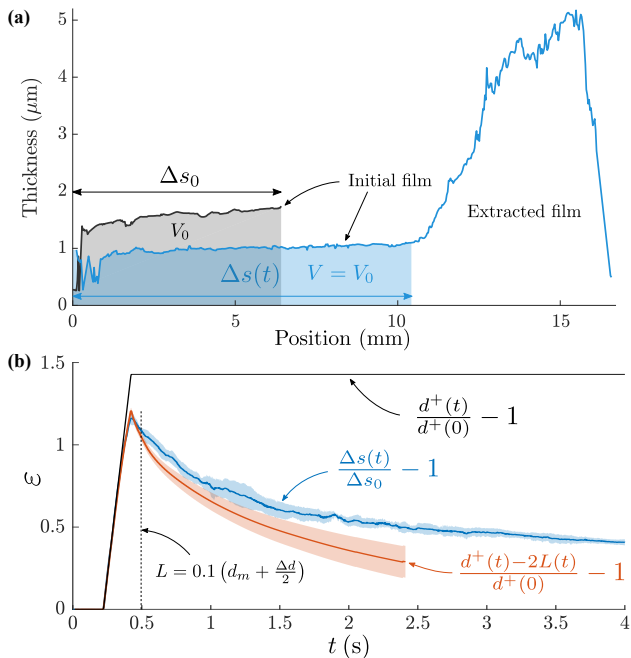 (a)
5
4
3
2
1
0
Thickness (μm)
Δs₀
Initial film
V₀
Extracted film
Δs(t)
V = V₀
0
5
10
15
Position (mm)
(b)
1.5
1
0.5
0
ε
d⁺(t)/d⁺(0) − 1
Δs(t)/Δs₀ − 1
L = 0.1 (d_m + Δd/2)
d⁺(t)−2L(t)/d⁺(0) − 1
0
0.5
1
1.5
2
2.5
3
3.5
4
t (s)